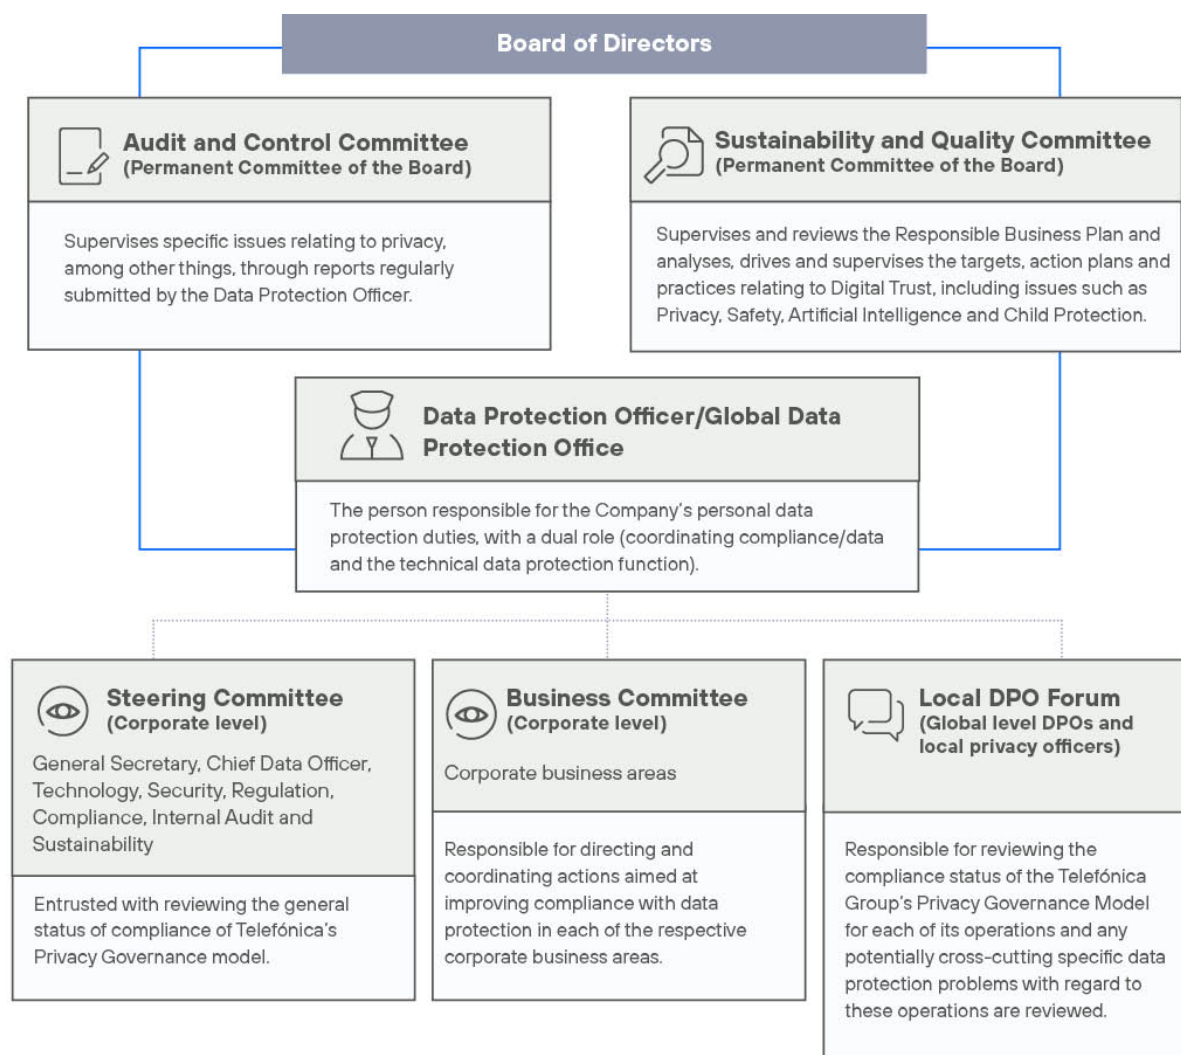 Board of Directors
Audit and Control Committee
(Permanent Committee of the Board)
Supervises specific issues relating to privacy,
among other things, through reports regularly
submitted by the Data Protection Officer.
Sustainability and Quality Committee
(Permanent Committee of the Board)
Supervises and reviews the Responsible Business Plan and
analyses, drives and supervises the targets, action plans and
practices relating to Digital Trust, including issues such as
Privacy, Safety, Artificial Intelligence and Child Protection.
Data Protection Officer/Global Data
Protection Office
The person responsible for the Company's personal data
protection duties, with a dual role (coordinating compliance/data
and the technical data protection function).
Steering Committee
(Corporate level)
General Secretary, Chief Data Officer,
Technology, Security, Regulation,
Compliance, Internal Audit and
Sustainability
Entrusted with reviewing the general
status of compliance of Telefónica's
Privacy Governance model.
Business Committee
(Corporate level)
Corporate business areas
Responsible for directing and
coordinating actions aimed at
improving compliance with data
protection in each of the respective
corporate business areas.
Local DPO Forum
(Global level DPOs and
local privacy officers)
Responsible for reviewing the
compliance status of the Telefónica
Group's Privacy Governance Model
for each of its operations and any
potentially cross-cutting specific data
protection problems with regard to
these operations are reviewed.